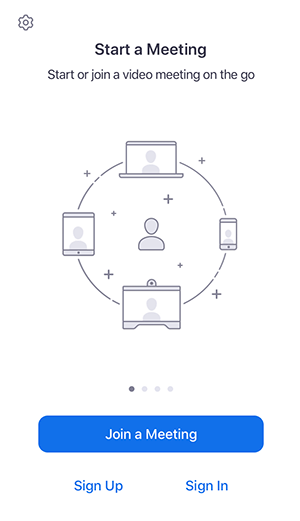 Start a Meeting
Start or join a video meeting on the go
Join a Meeting
Sign Up
Sign In